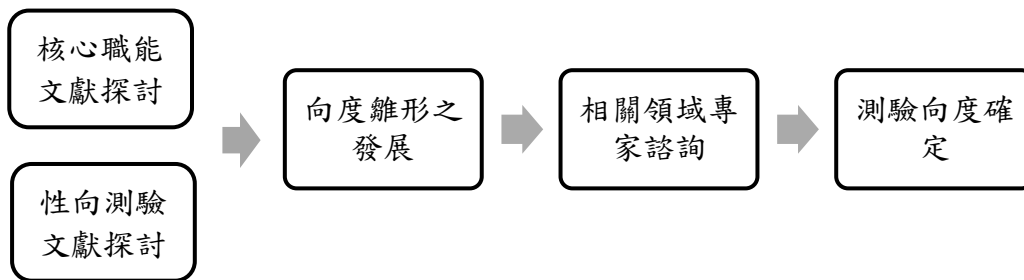 核心職能
文獻探討
性向測驗
文獻探討
向度雛形之
發展
相關領域專
家諮詢
測驗向度確
定